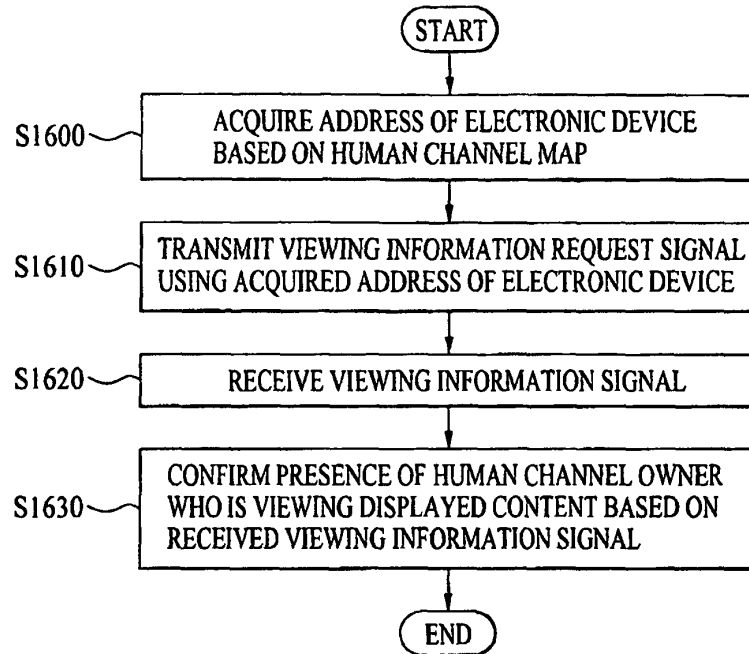 START
S1600
ACQUIRE ADDRESS OF ELECTRONIC DEVICE
BASED ON HUMAN CHANNEL MAP
S1610
TRANSMIT VIEWING INFORMATION REQUEST SIGNAL
USING ACQUIRED ADDRESS OF ELECTRONIC DEVICE
S1620
RECEIVE VIEWING INFORMATION SIGNAL
S1630
CONFIRM PRESENCE OF HUMAN CHANNEL OWNER
WHO IS VIEWING DISPLAYED CONTENT BASED ON
RECEIVED VIEWING INFORMATION SIGNAL
END